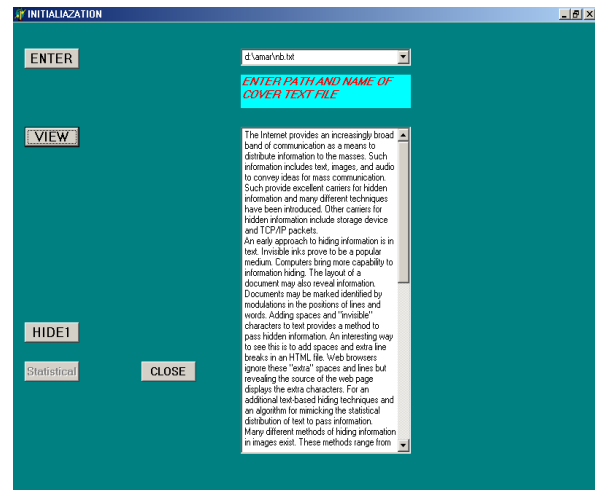 INITIALIAZATION
ENTER
d:\amar\nb.txt
ENTER PATH AND NAME OF
COVER TEXT FILE
VIEW
The Internet provides an increasingly broad
band of communication as a means to
distribute information to the masses. Such
information includes text, images, and audio
to convey ideas for mass communication.
Such provide excellent carriers for hidden
information and many different techniques
have been introduced. Other carriers for
hidden information include storage device
and TCP/IP packets.
An early approach to hiding information is in
text. Invisible inks prove to be a popular
medium. Computers bring more capability to
information hiding. The layout of a
document may also reveal information.
Documents may be marked identified by
modulations in the positions of lines and
words. Adding spaces and "invisible"
characters to text provides a method to
pass hidden information. An interesting way
to see this is to add spaces and extra line
breaks in an HTML file. Web browsers
ignore these "extra" spaces and lines but
revealing the source of the web page
displays the extra characters. For an
additional text-based hiding techniques and
an algorithm for mimicking the statistical
distribution of text to pass information.
Many different methods of hiding information
in images exist. These methods range from
HIDE1
Statistical
CLOSE